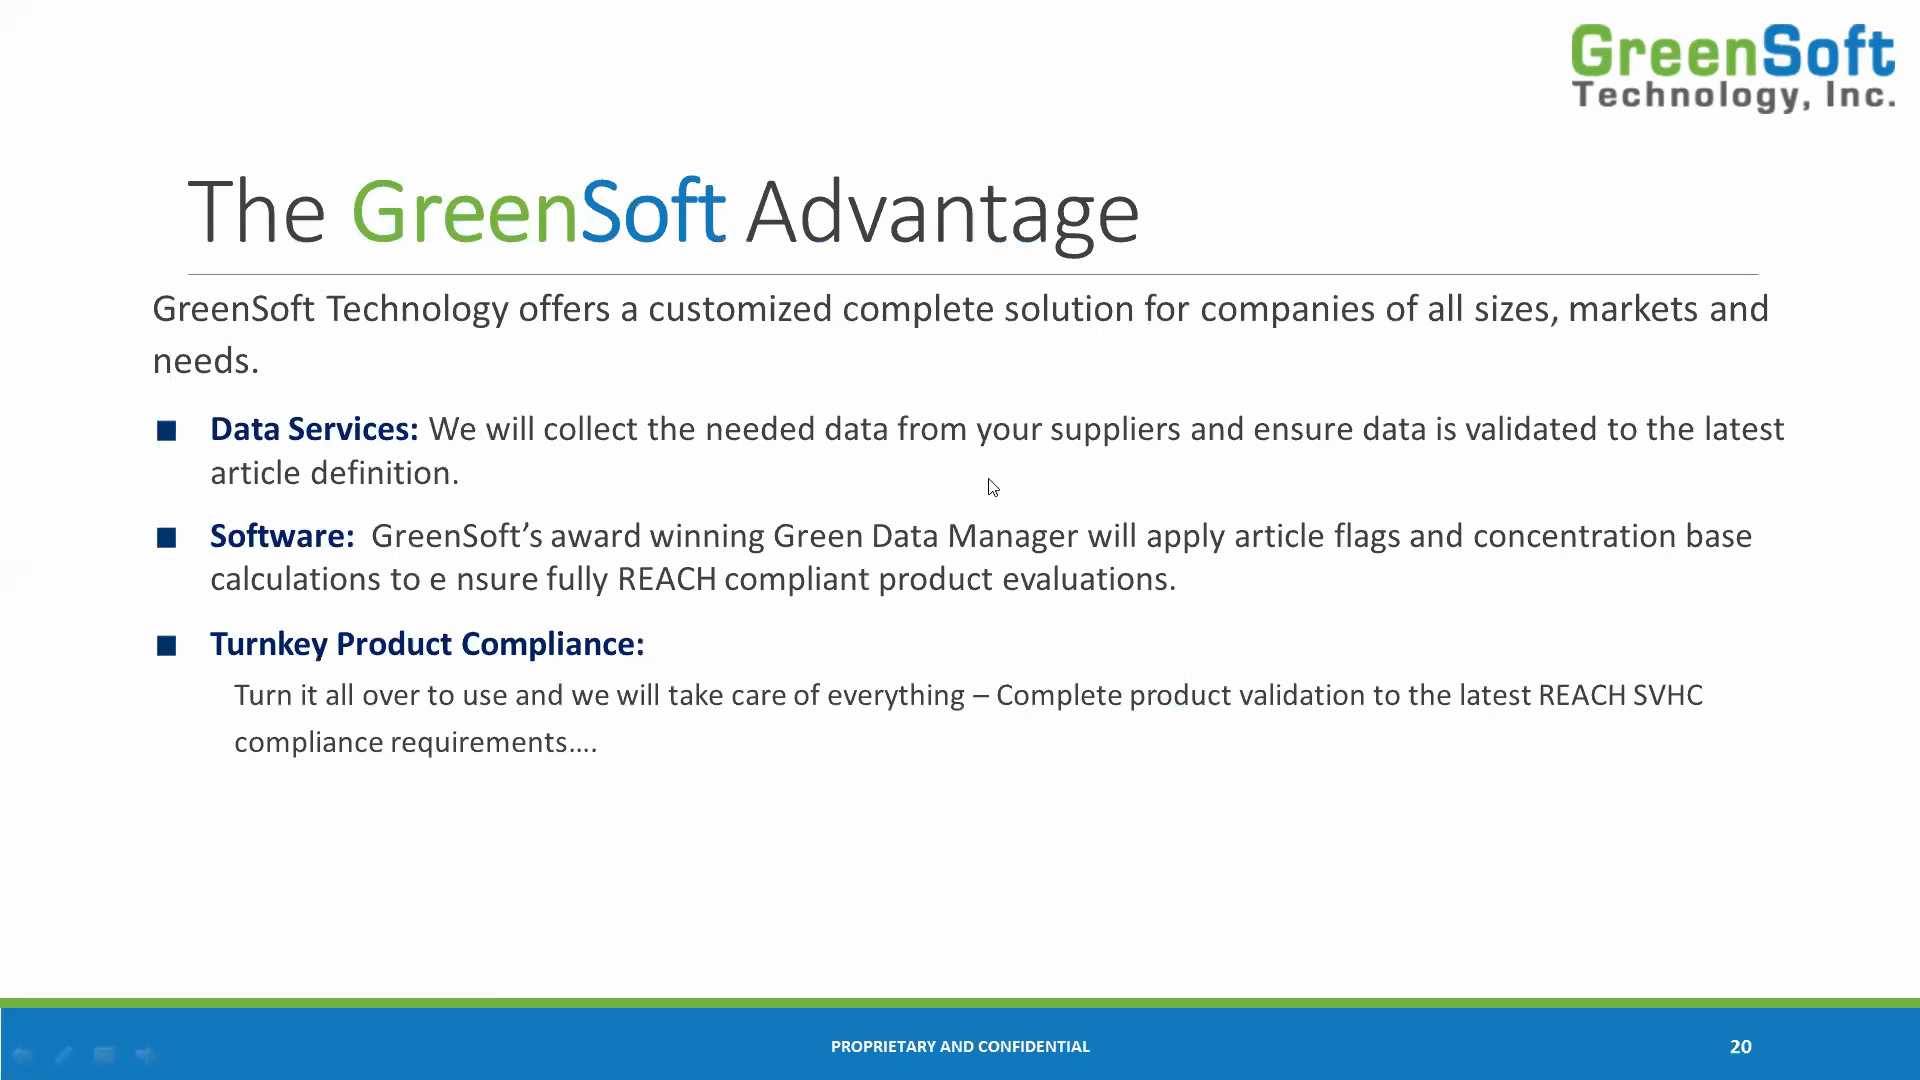 GreenSoft
Technology, Inc.
The GreenSoft Advantage
GreenSoft Technology offers a customized complete solution for companies of all sizes, markets and
needs.
Data Services: We will collect the needed data from your suppliers and ensure data is validated to the latest
article definition.
Software: GreenSoft’s award winning Green Data Manager will apply article flags and concentration base
calculations to e nsure fully REACH compliant product evaluations.
Turnkey Product Compliance:
Turn it all over to use and we will take care of everything – Complete product validation to the latest REACH SVHC
compliance requirements….
PROPRIETARY AND CONFIDENTIAL
20